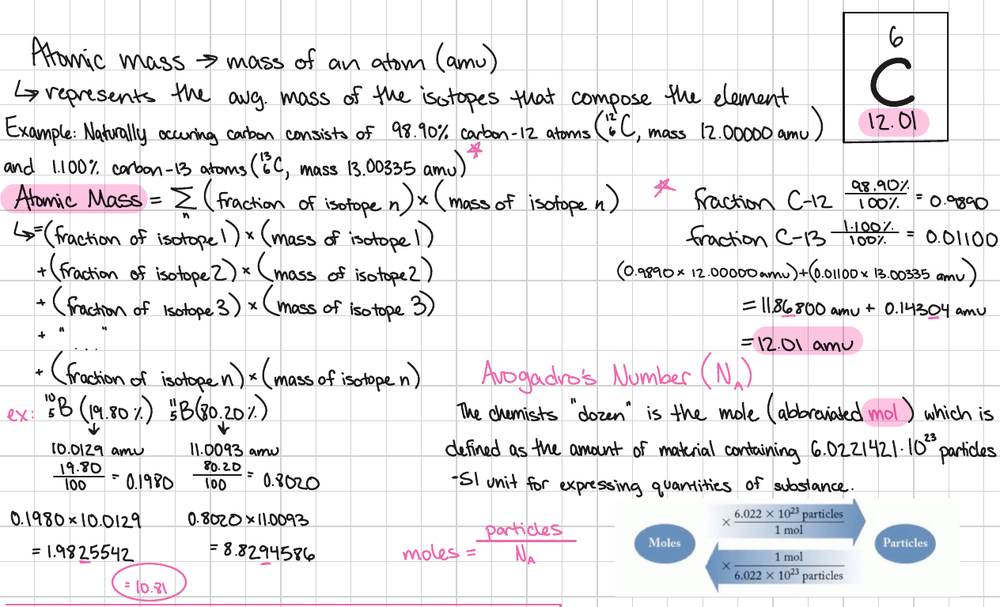 Atomic mass → mass of an atom (amu)
↳ represents the avg. mass of the isotopes that compose the element
Example: Naturally occuring carbon consists of 98.90% carbon-12 atoms (¹²₆C, mass 12.00000 amu)
and 1.100% carbon-13 atoms (¹³₆C, mass 13.00335 amu) ☆
6
C
12.01
Atomic Mass = Σₙ (fraction of isotope n) × (mass of isotope n)
↳ = (fraction of isotope 1) × (mass of isotope 1)
+ (fraction of isotope 2) × (mass of isotope 2)
+ (fraction of isotope 3) × (mass of isotope 3)
+ " ... "
+ (fraction of isotope n) × (mass of isotope n)
☆ fraction C-12 98.90%/100% = 0.9890
fraction C-13 1.100%/100% = 0.01100
(0.9890 × 12.00000 amu) + (0.01100 × 13.00335 amu)
= 11.86800 amu + 0.14304 amu
= 12.01 amu
ex: ¹⁰₅B (19.80%) ¹¹₅B (80.20%)
10.0129 amu 11.0093 amu
19.80/100 = 0.1980 80.20/100 = 0.8020
0.1980 × 10.0129 0.8020 × 11.0093
= 1.9825542 = 8.8294586
= 10.81
Avogadro's Number (N_A)
The chemists "dozen" is the mole (abbreviated mol) which is
defined as the amount of material containing 6.0221421·10²³ particles
-SI unit for expressing quantities of substance.
moles = particles/N_A
Moles
× 6.022 × 10²³ particles/1 mol
× 1 mol/6.022 × 10²³ particles
Particles